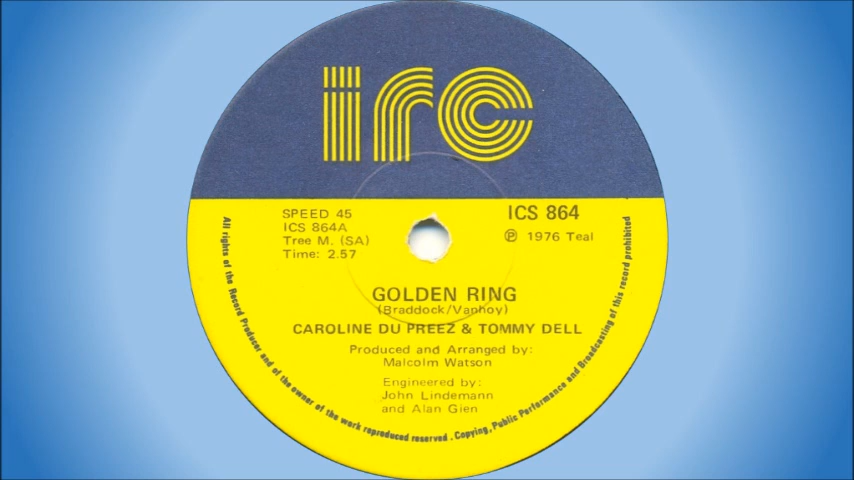 irc
SPEED 45
ICS 864A
Tree M. (SA)
Time: 2.57
ICS 864
Ⓟ 1976 Teal
GOLDEN RING
(Braddock/Vanhoy)
CAROLINE DU PREEZ & TOMMY DELL
Produced and Arranged by:
Malcolm Watson
Engineered by:
John Lindemann
and Alan Gien
All rights of the Record Producer and of the owner of the work reproduced reserved. Copying, Public Performance and Broadcasting of this record prohibited